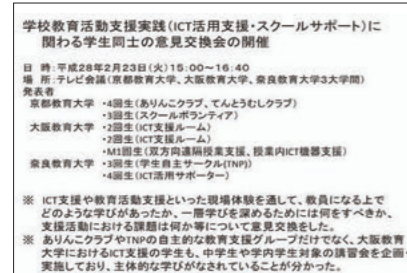 学校教育活動支援実践(ICT活用支援・スクールサポート)に
関わる学生同士の意見交換会の開催
日 時:平成28年2月23日(火)15:00〜16:40
場 所:テレビ会議(京都教育大学、大阪教育大学、奈良教育大学3大学間)
発表者
京都教育大学 ・4回生(ありんこクラブ、てんとうむしクラブ)
・3回生(スクールボランティア)
大阪教育大学 ・2回生(ICT支援ルーム)
・2回生(ICT支援ルーム)
・M1回生(双方向遠隔授業支援、授業内ICT機器支援)
奈良教育大学 ・3回生(学生自主サークル(TNP))
・4回生(ICT活用サポーター)
※ ICT支援や教育活動支援といった現場体験を通して、教員になる上で
どのような学びがあったか、一層学びを深めるためには何をすべきか、
支援活動における課題は何か等について意見交換をした。
※ ありんこクラブやTNPの自主的な教育支援グループだけでなく、大阪教育
大学におけるICT支援の学生も、中学生や学内学生対象の講習会を企画・
実施しており、主体的な学びがなされていることが分かった。